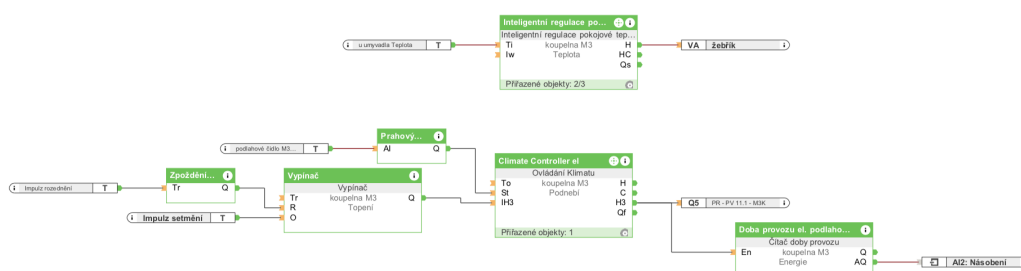 Inteligentní regulace po...
Inteligentní regulace pokojové tep...
u umyvadla Teplota T
Ti koupelna M3 H
VA žebřík
Iw Teplota HC
Qs
Přiřazené objekty: 2/3
Prahový...
podlahové čidlo M3... T
AI Q
Climate Controller el
Ovládání Klimatu
Zpoždění...
Vypínač
Impulz rozednění T
Tr Q
Vypínač
To koupelna M3 H
St Podnebí C
Tr koupelna M3 Q
IH3 H3
Q5 PR - PV 11.1 - M3K
R Topení
Qf
Impulz setmění T
O
Přiřazené objekty: 1
Doba provozu el. podlaho...
Čítač doby provozu
En koupelna M3 Q
Energie AQ
AI2: Násobení